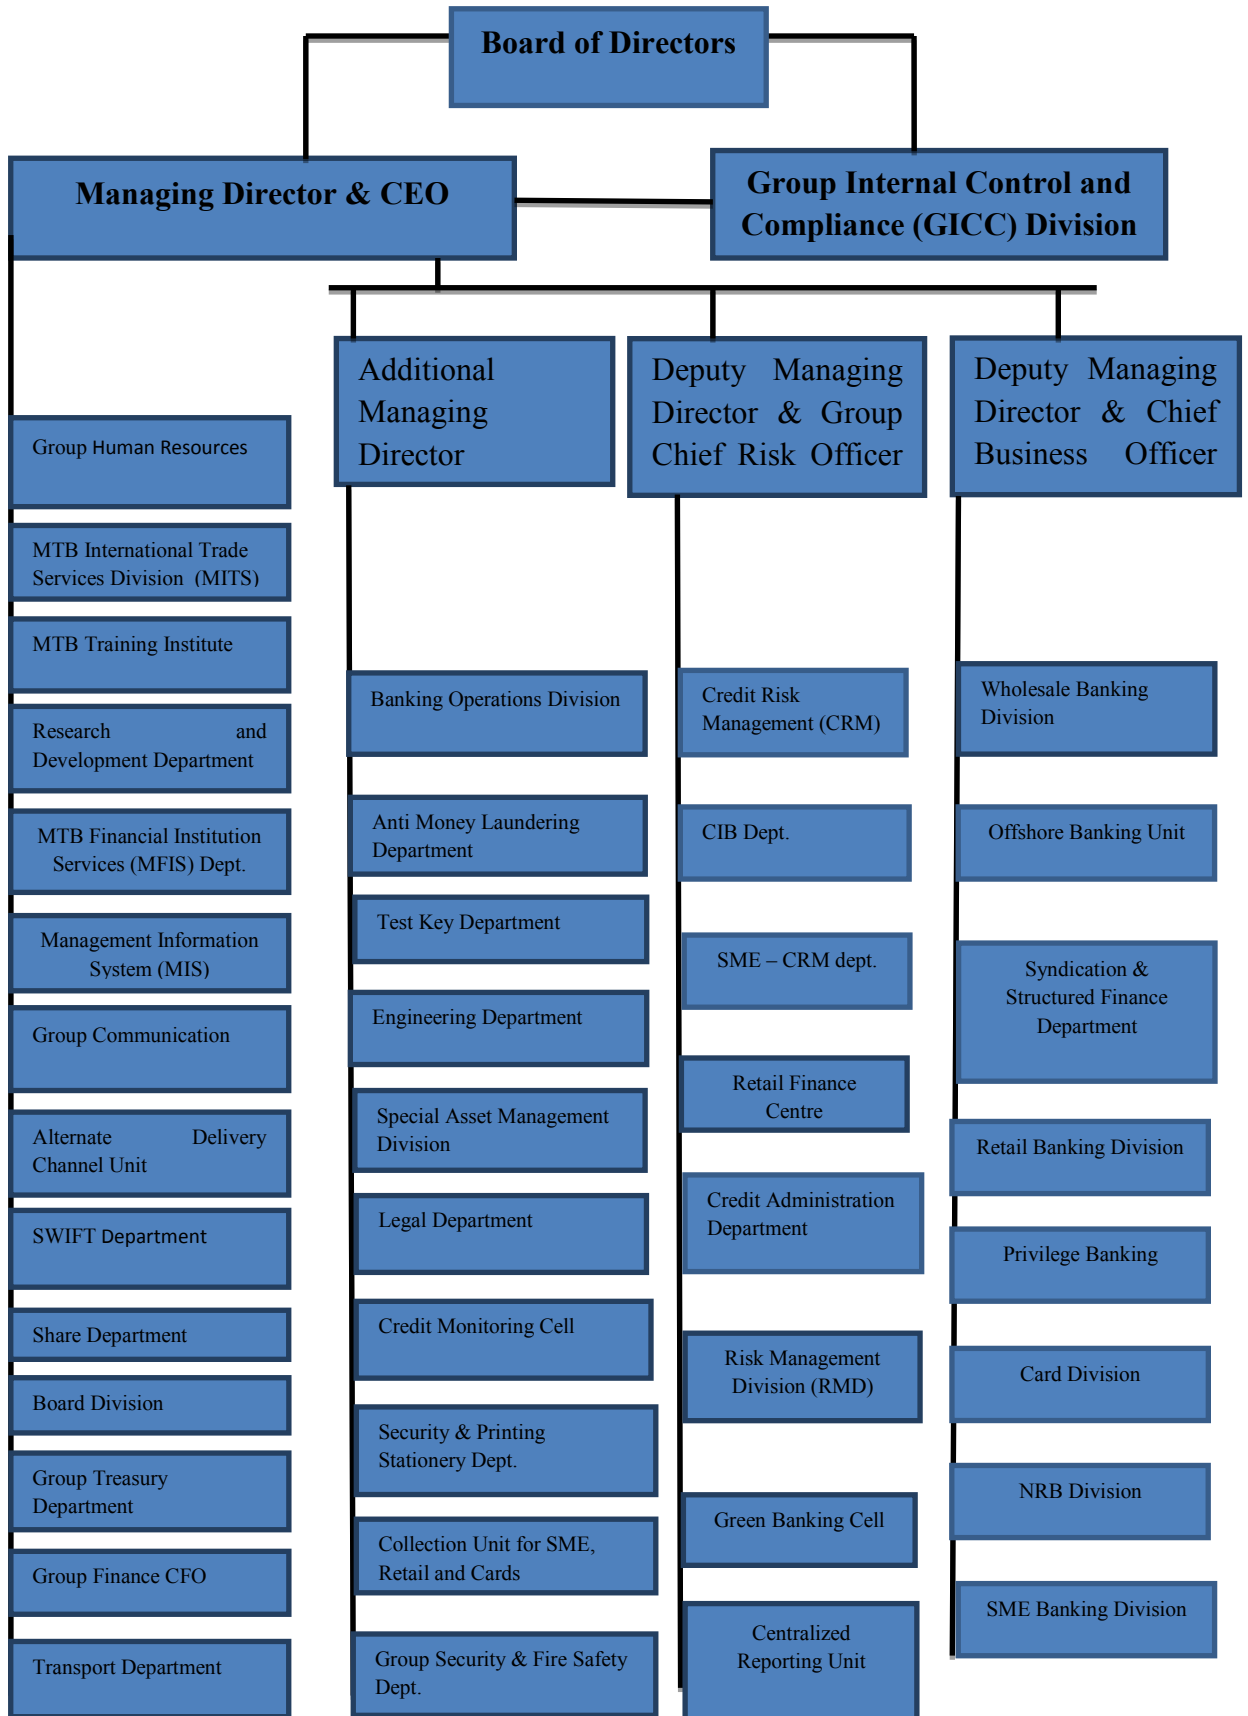 Board of Directors
Managing Director & CEO
Group Internal Control and
Compliance (GICC) Division
Additional
Managing
Director
Deputy Managing
Director & Group
Chief Risk Officer
Deputy Managing
Director & Chief
Business Officer
Group Human Resources
MTB International Trade
Services Division (MITS)
MTB Training Institute
Research and
Development Department
MTB Financial Institution
Services (MFIS) Dept.
Management Information
System (MIS)
Group Communication
Alternate Delivery
Channel Unit
SWIFT Department
Share Department
Board Division
Group Treasury
Department
Group Finance CFO
Transport Department
Banking Operations Division
Anti Money Laundering
Department
Test Key Department
Engineering Department
Special Asset Management
Division
Legal Department
Credit Monitoring Cell
Security & Printing
Stationery Dept.
Collection Unit for SME,
Retail and Cards
Group Security & Fire Safety
Dept.
Credit Risk
Management (CRM)
CIB Dept.
SME – CRM dept.
Retail Finance
Centre
Credit Administration
Department
Risk Management
Division (RMD)
Green Banking Cell
Centralized
Reporting Unit
Wholesale Banking
Division
Offshore Banking Unit
Syndication &
Structured Finance
Department
Retail Banking Division
Privilege Banking
Card Division
NRB Division
SME Banking Division